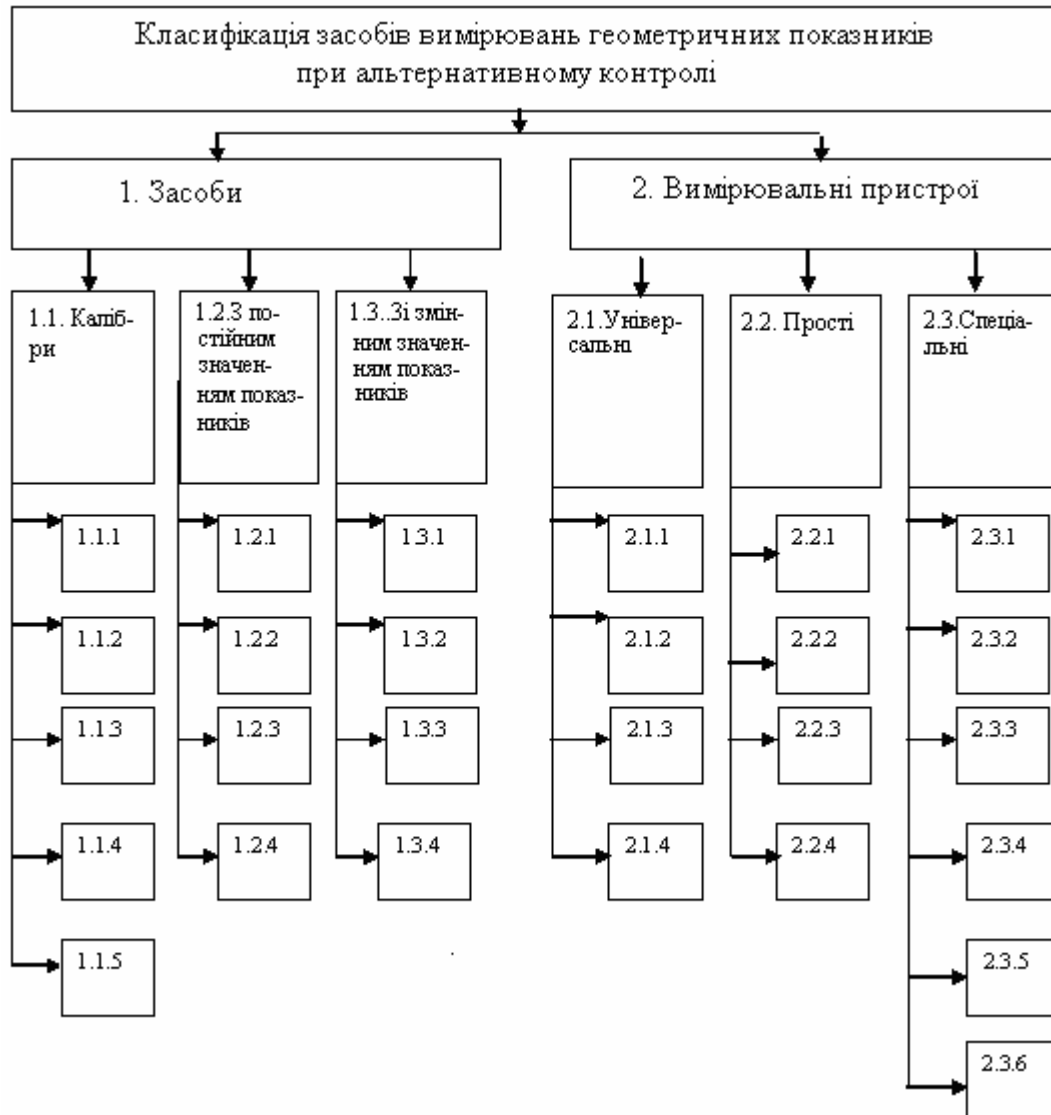 Класифікація засобів вимірювань геометричних показників
при альтернативному контролі
1. Засоби
2. Вимірювальні пристрої
1.1. Каліб-
ри
1.2.З по-
стійним
значен-
ням показ-
ників
1.3..Зі змін-
ним значен-
ням показ-
ників
2.1.Універ-
сальні
2.2. Прості
2.3.Спеціа-
льні
1.1.1
1.2.1
1.3.1
2.1.1
2.2.1
2.3.1
1.1.2
1.2.2
1.3.2
2.1.2
2.2.2
2.3.2
1.1.3
1.2.3
1.3.3
2.1.3
2.2.3
2.3.3
1.1.4
1.2.4
1.3.4
2.1.4
2.2.4
2.3.4
1.1.5
2.3.5
2.3.6